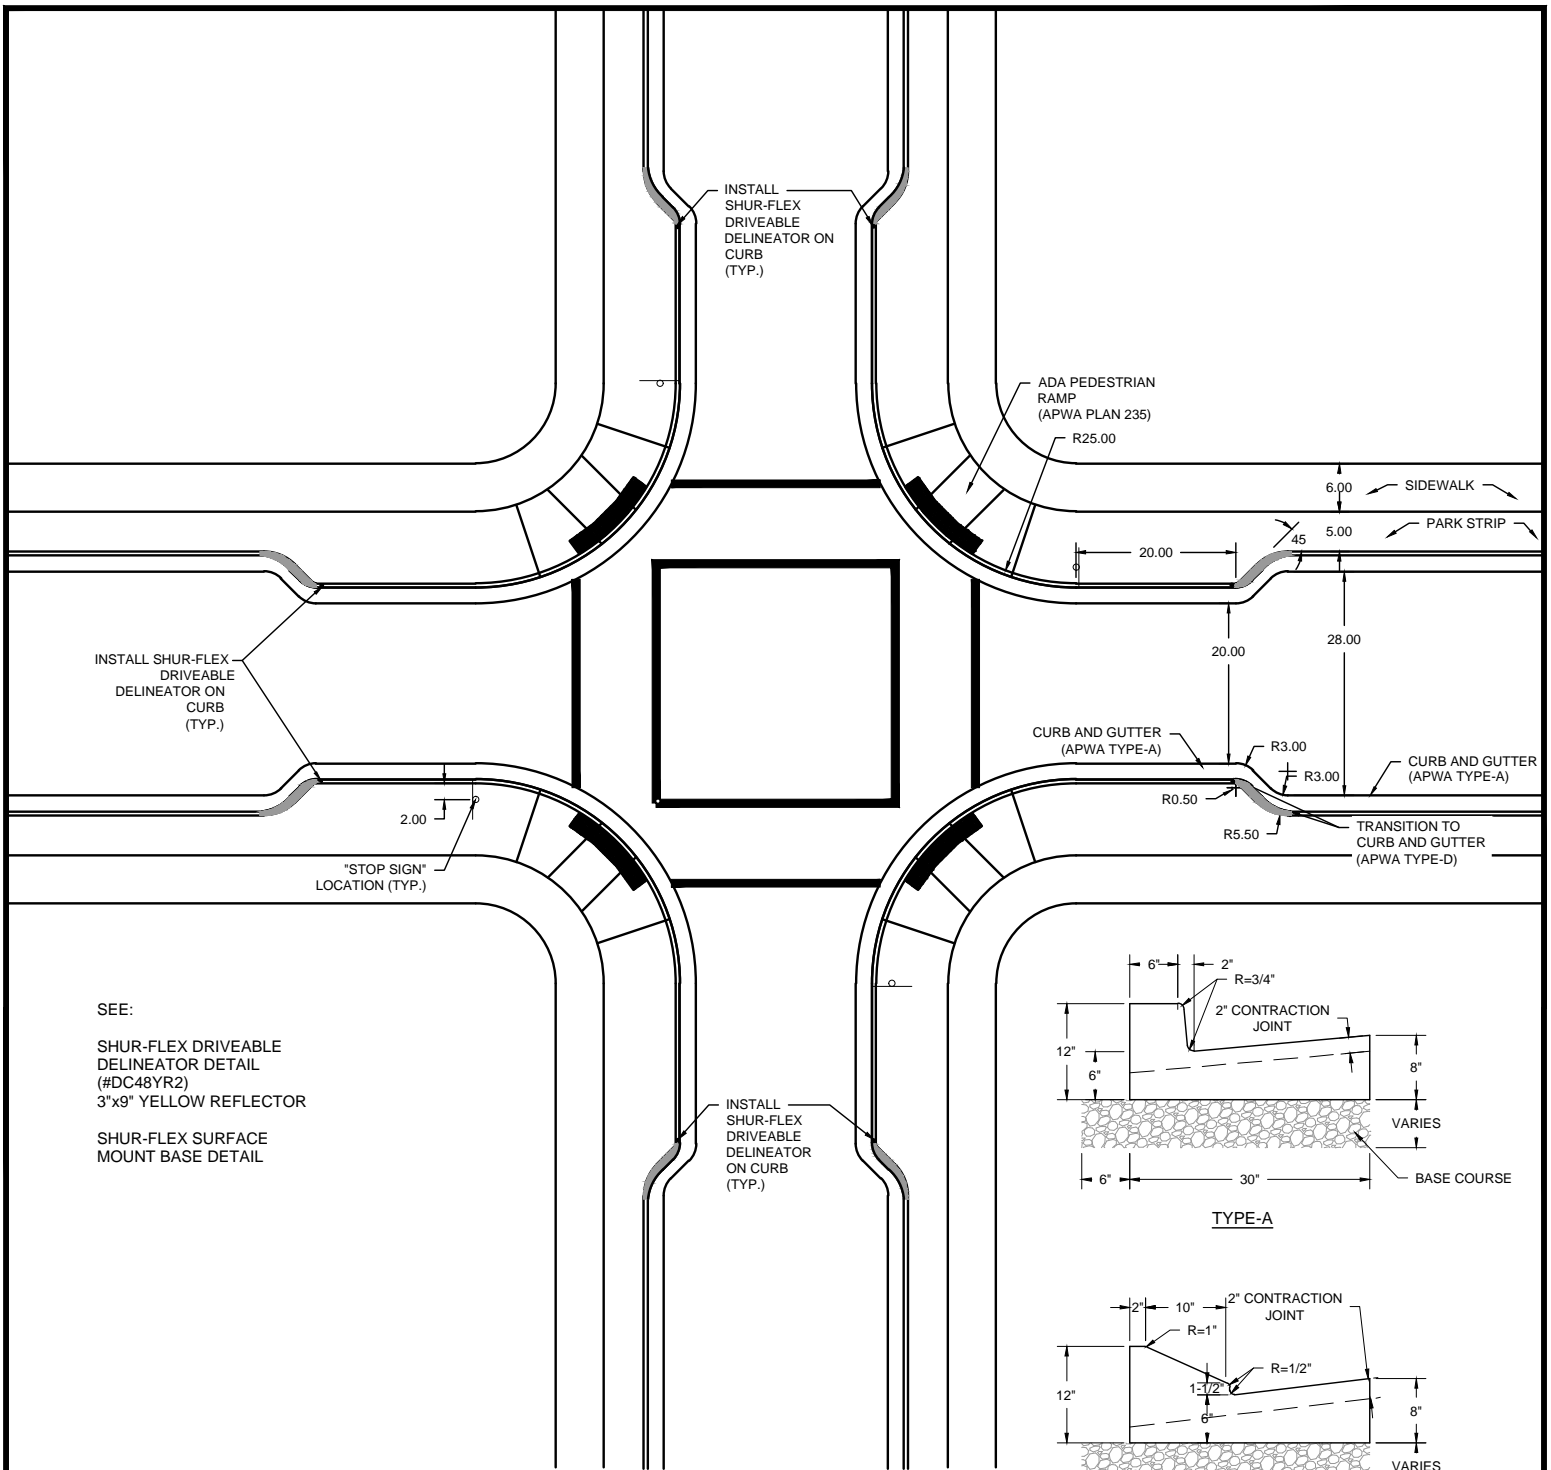 INSTALL
SHUR-FLEX
DRIVEABLE
DELINEATOR ON
CURB
(TYP.)
ADA PEDESTRIAN
RAMP
(APWA PLAN 235)
R25.00
6.00
SIDEWALK
5.00
PARK STRIP
45
20.00
28.00
20.00
INSTALL SHUR-FLEX
DRIVEABLE
DELINEATOR ON
CURB
(TYP.)
CURB AND GUTTER
(APWA TYPE-A)
R3.00
R3.00
CURB AND GUTTER
(APWA TYPE-A)
R0.50
R5.50
TRANSITION TO
CURB AND GUTTER
(APWA TYPE-D)
2.00
"STOP SIGN"
LOCATION (TYP.)
SEE:
SHUR-FLEX DRIVEABLE
DELINEATOR DETAIL
(#DC48YR2)
3"x9" YELLOW REFLECTOR
SHUR-FLEX SURFACE
MOUNT BASE DETAIL
INSTALL
SHUR-FLEX
DRIVEABLE
DELINEATOR
ON CURB
(TYP.)
6"
2"
R=3/4"
2" CONTRACTION
JOINT
12"
6"
8"
VARIES
6"
30"
BASE COURSE
TYPE-A
2"
10"
2" CONTRACTION
JOINT
R=1"
R=1/2"
1-1/2"
12"
6"
8"
VARIES